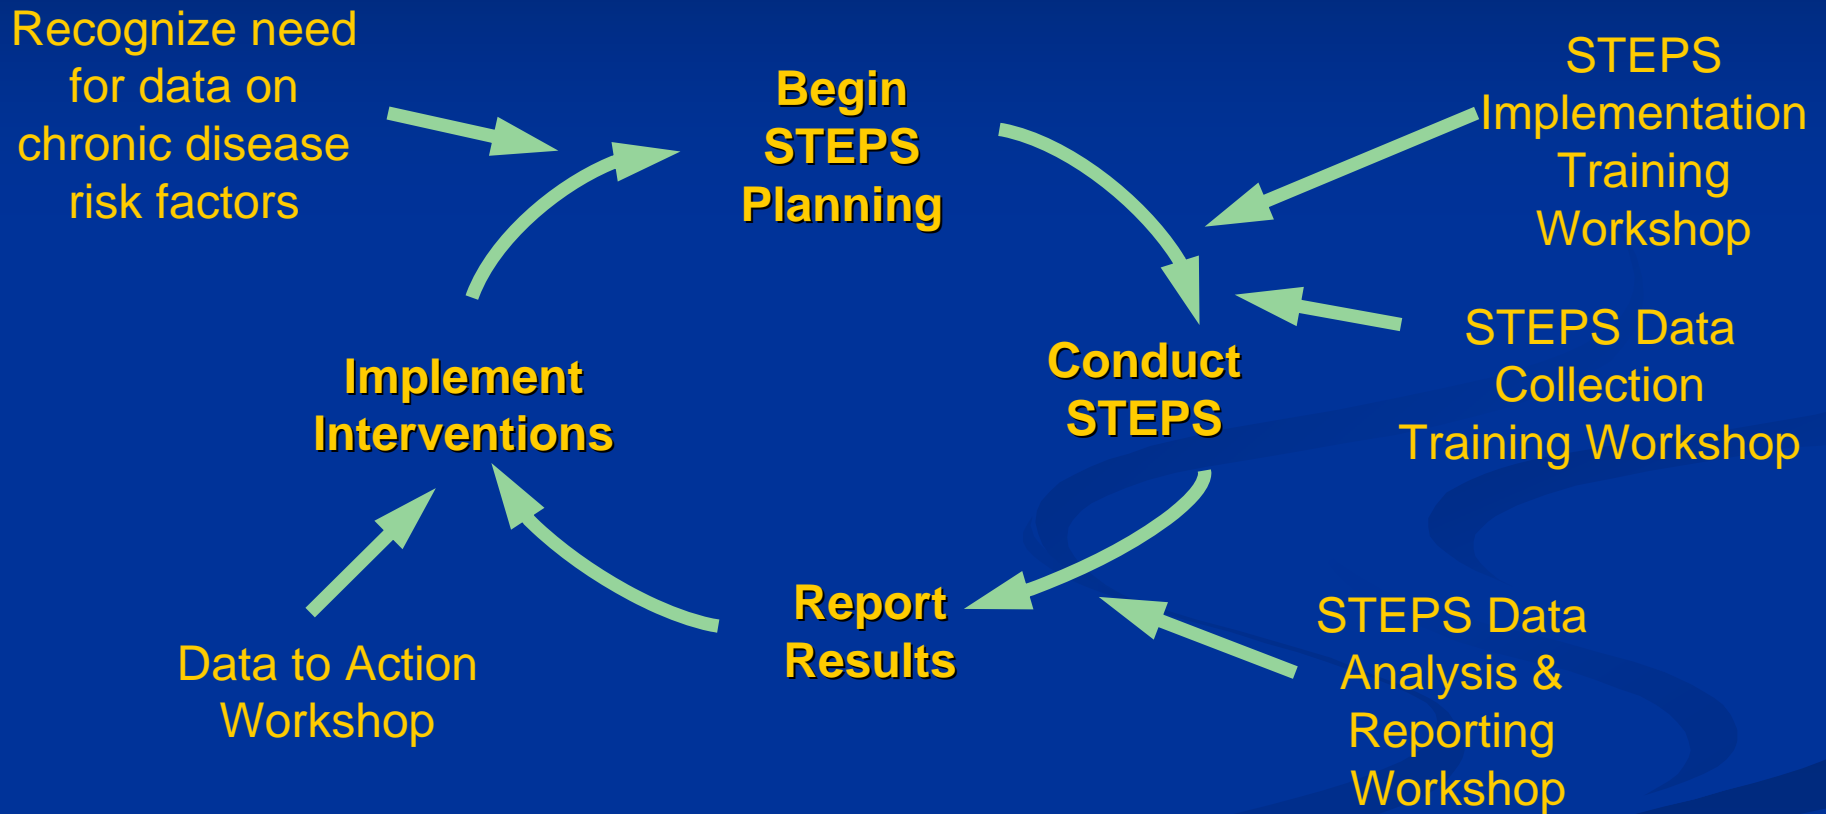 Recognize need
for data on
chronic disease
risk factors
Begin
STEPS
Planning
STEPS
Implementation
Training
Workshop
Conduct
STEPS
STEPS Data
Collection
Training Workshop
Implement
Interventions
Report
Results
STEPS Data
Analysis &
Reporting
Workshop
Data to Action
Workshop